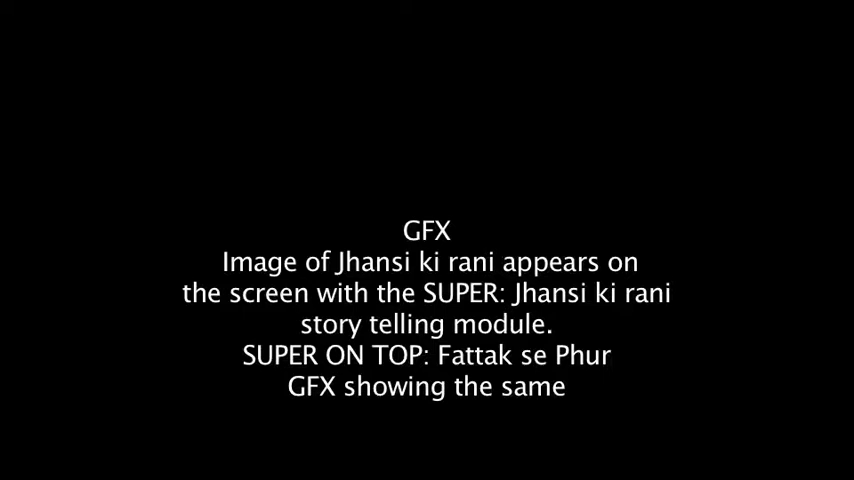 GFX
Image of Jhansi ki rani appears on
the screen with the SUPER: Jhansi ki rani
story telling module.
SUPER ON TOP: Fattak se Phur
GFX showing the same